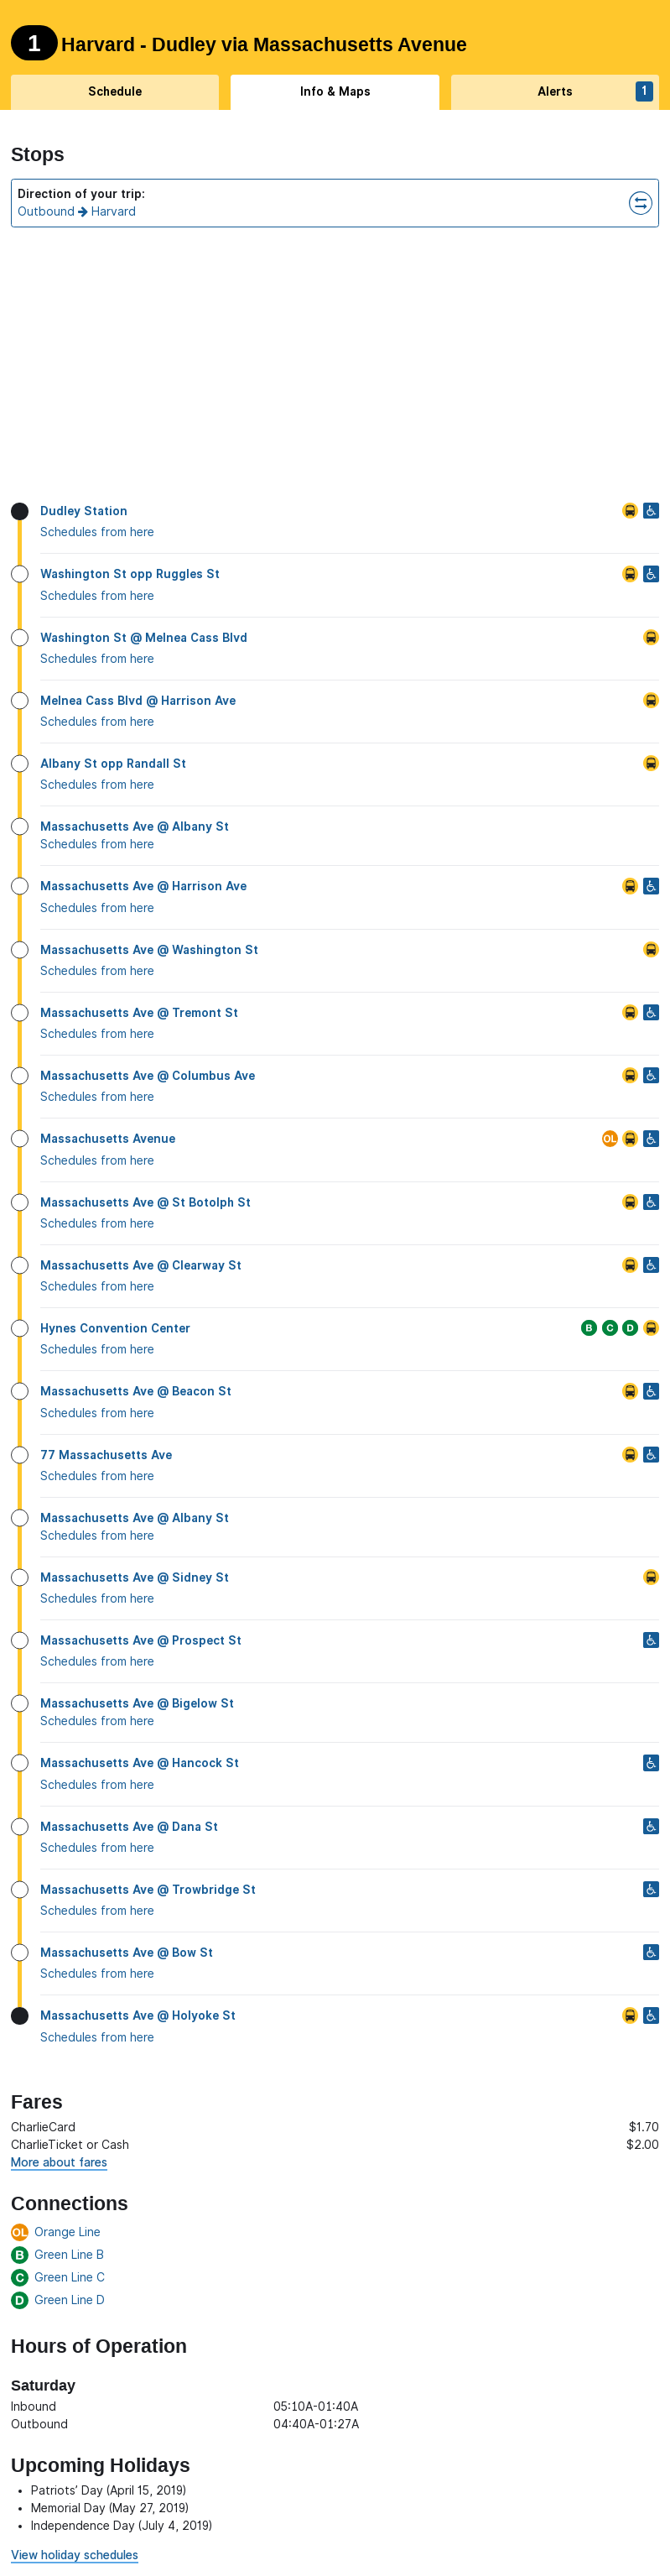 1 Harvard - Dudley via Massachusetts Avenue
Schedule
Info & Maps
Alerts 1
Stops
Direction of your trip:
Outbound → Harvard
Dudley Station
Schedules from here
Washington St opp Ruggles St
Schedules from here
Washington St @ Melnea Cass Blvd
Schedules from here
Melnea Cass Blvd @ Harrison Ave
Schedules from here
Albany St opp Randall St
Schedules from here
Massachusetts Ave @ Albany St
Schedules from here
Massachusetts Ave @ Harrison Ave
Schedules from here
Massachusetts Ave @ Washington St
Schedules from here
Massachusetts Ave @ Tremont St
Schedules from here
Massachusetts Ave @ Columbus Ave
Schedules from here
Massachusetts Avenue OL
Schedules from here
Massachusetts Ave @ St Botolph St
Schedules from here
Massachusetts Ave @ Clearway St
Schedules from here
Hynes Convention Center B C D
Schedules from here
Massachusetts Ave @ Beacon St
Schedules from here
77 Massachusetts Ave
Schedules from here
Massachusetts Ave @ Albany St
Schedules from here
Massachusetts Ave @ Sidney St
Schedules from here
Massachusetts Ave @ Prospect St
Schedules from here
Massachusetts Ave @ Bigelow St
Schedules from here
Massachusetts Ave @ Hancock St
Schedules from here
Massachusetts Ave @ Dana St
Schedules from here
Massachusetts Ave @ Trowbridge St
Schedules from here
Massachusetts Ave @ Bow St
Schedules from here
Massachusetts Ave @ Holyoke St
Schedules from here
Fares
CharlieCard $1.70
CharlieTicket or Cash $2.00
More about fares
Connections
OL Orange Line
B Green Line B
C Green Line C
D Green Line D
Hours of Operation
Saturday
Inbound 05:10A-01:40A
Outbound 04:40A-01:27A
Upcoming Holidays
• Patriots’ Day (April 15, 2019)
• Memorial Day (May 27, 2019)
• Independence Day (July 4, 2019)
View holiday schedules